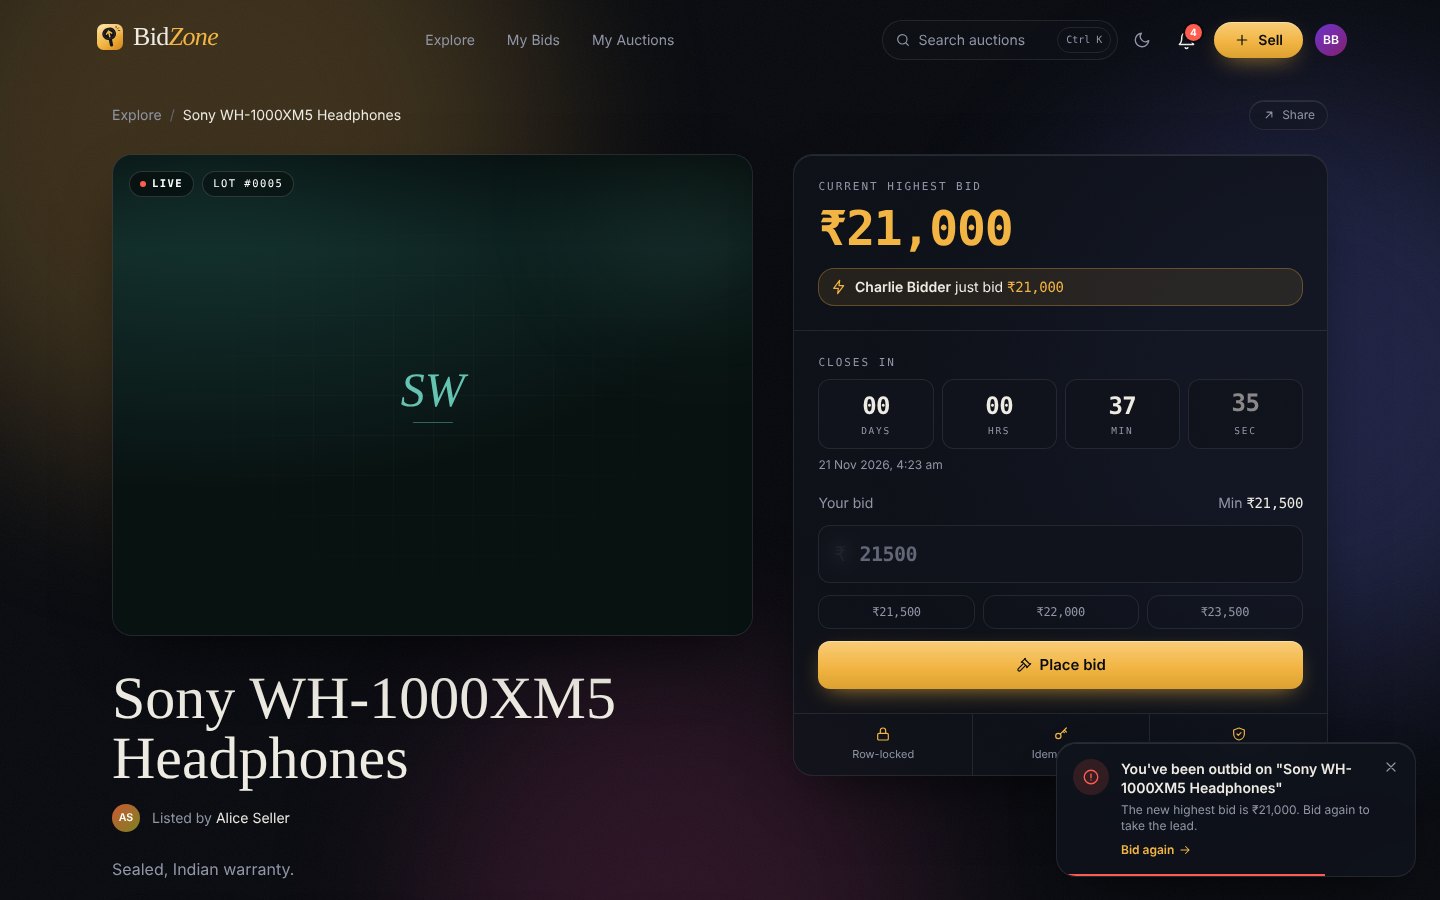 BidZone
Explore
My Bids
My Auctions
Search auctions
Ctrl K
4
Sell
BB
Explore / Sony WH-1000XM5 Headphones
Share
LIVE
LOT #0005
SW
CURRENT HIGHEST BID
₹21,000
Charlie Bidder just bid ₹21,000
CLOSES IN
00 DAYS
00 HRS
37 MIN
35 SEC
21 Nov 2026, 4:23 am
Your bid
Min ₹21,500
₹ 21500
₹21,500
₹22,000
₹23,500
Place bid
Row-locked
Idem
Sony WH-1000XM5
Headphones
AS
Listed by Alice Seller
Sealed, Indian warranty.
You've been outbid on "Sony WH-
1000XM5 Headphones"
The new highest bid is ₹21,000. Bid again to
take the lead.
Bid again →